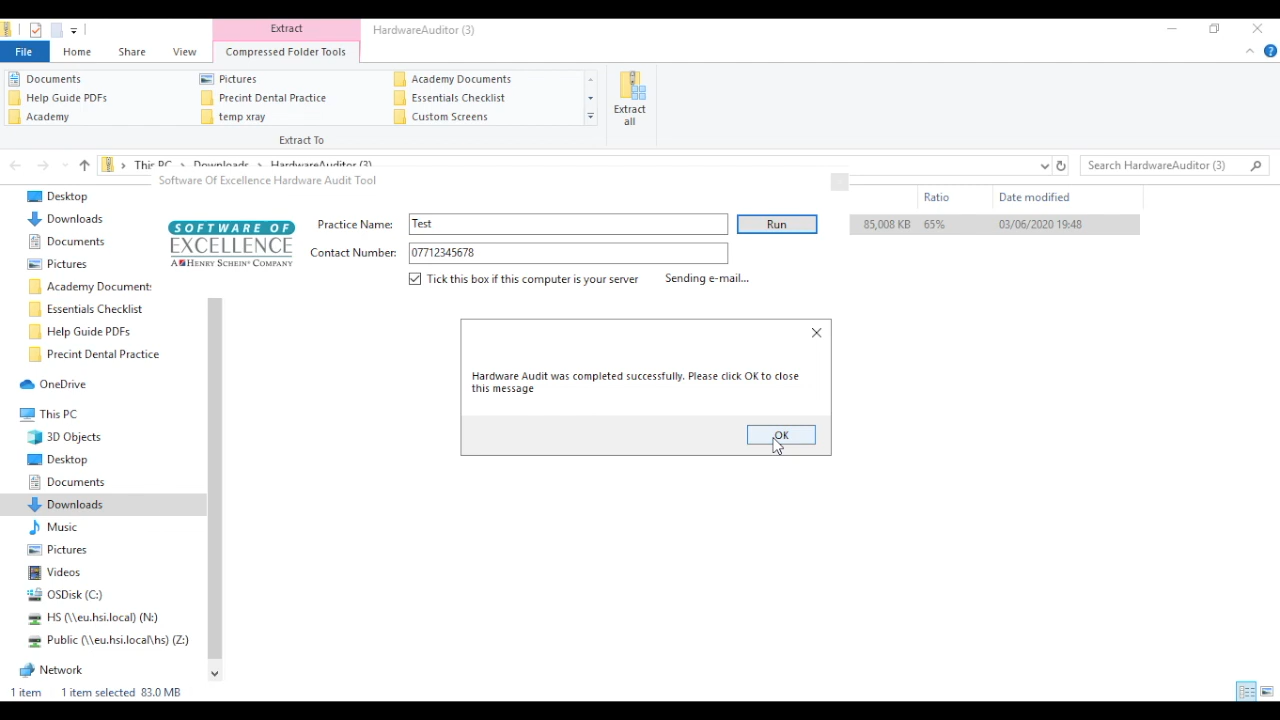 Extract
HardwareAuditor (3)
File
Home
Share
View
Compressed Folder Tools
Documents
Pictures
Academy Documents
Help Guide PDFs
Precint Dental Practice
Essentials Checklist
Academy
temp xray
Custom Screens
Extract
all
Extract To
This PC
Downloads
HardwareAuditor (3)
Search HardwareAuditor (3)
Software Of Excellence Hardware Audit Tool
Ratio
Date modified
85,008 KB
65%
03/06/2020 19:48
SOFTWARE OF
EXCELLENCE
A HENRY SCHEIN® COMPANY
Practice Name:
Test
Run
Contact Number:
07712345678
Tick this box if this computer is your server
Sending e-mail...
Hardware Audit was completed successfully. Please click OK to close
this message
OK
Desktop
Downloads
Documents
Pictures
Academy Document
Essentials Checklist
Help Guide PDFs
Precint Dental Practice
OneDrive
This PC
3D Objects
Desktop
Documents
Downloads
Music
Pictures
Videos
OSDisk (C:)
HS (\\eu.hsi.local) (N:)
Public (\\eu.hsi.local\hs) (Z:)
Network
1 item
1 item selected 83.0 MB